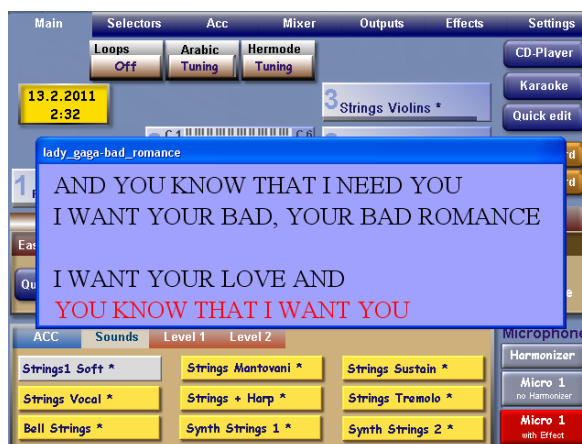 Main Selectors Acc Mixer Outputs Effects Settings
Loops Arabic Hermode
Off Tuning Tuning
CD-Player
Karaoke
Quick edit
13.2.2011
2:32
3 Strings Violins *
C 1 C 6
lady_gaga-bad_romance
AND YOU KNOW THAT I NEED YOU
I WANT YOUR BAD, YOUR BAD ROMANCE
I WANT YOUR LOVE AND
YOU KNOW THAT I WANT YOU
1
ACC Sounds Level 1 Level 2
Microphone
Strings1 Soft * Strings Mantovani * Strings Sustain *
Strings Vocal * Strings + Harp * Strings Tremolo *
Bell Strings * Synth Strings 1 * Synth Strings 2 *
Harmonizer
Micro 1
no Harmonizer
Micro 1
with Effect